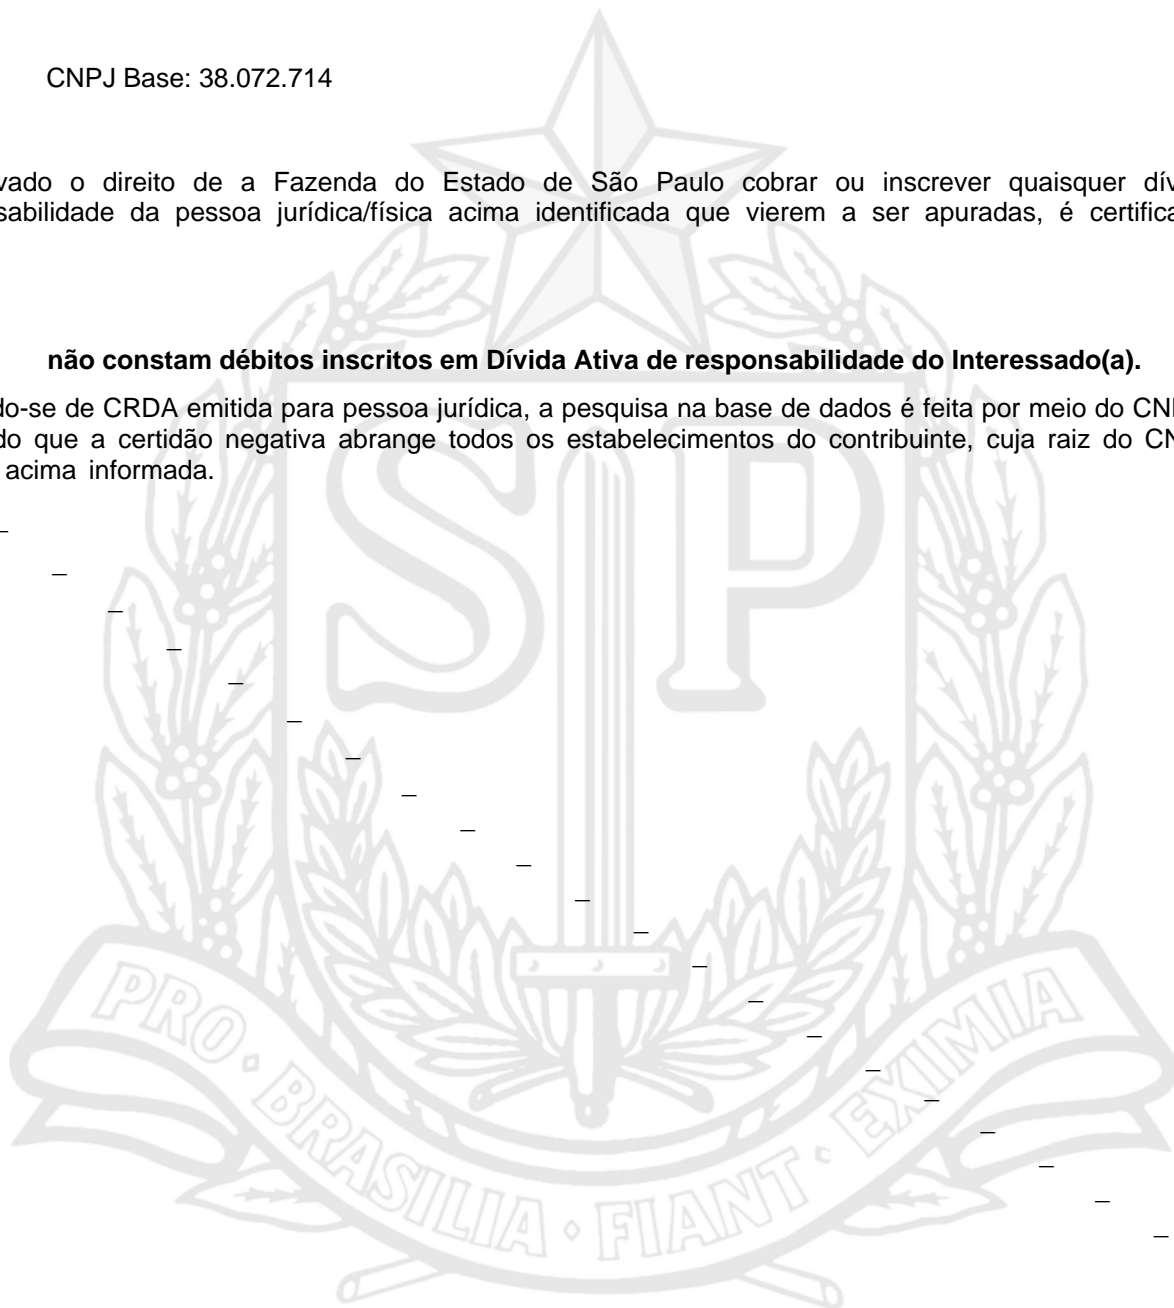 CNPJ Base: 38.072.714
vado o direito de a Fazenda do Estado de São Paulo cobrar ou inscrever quaisquer dív
sabilidade da pessoa jurídica/física acima identificada que vierem a ser apuradas, é certifica
não constam débitos inscritos em Dívida Ativa de responsabilidade do Interessado(a).
do-se de CRDA emitida para pessoa jurídica, a pesquisa na base de dados é feita por meio do CN
do que a certidão negativa abrange todos os estabelecimentos do contribuinte, cuja raiz do CN
acima informada.
SP
PRO • BRASILIA • FIANT • EXIMIA